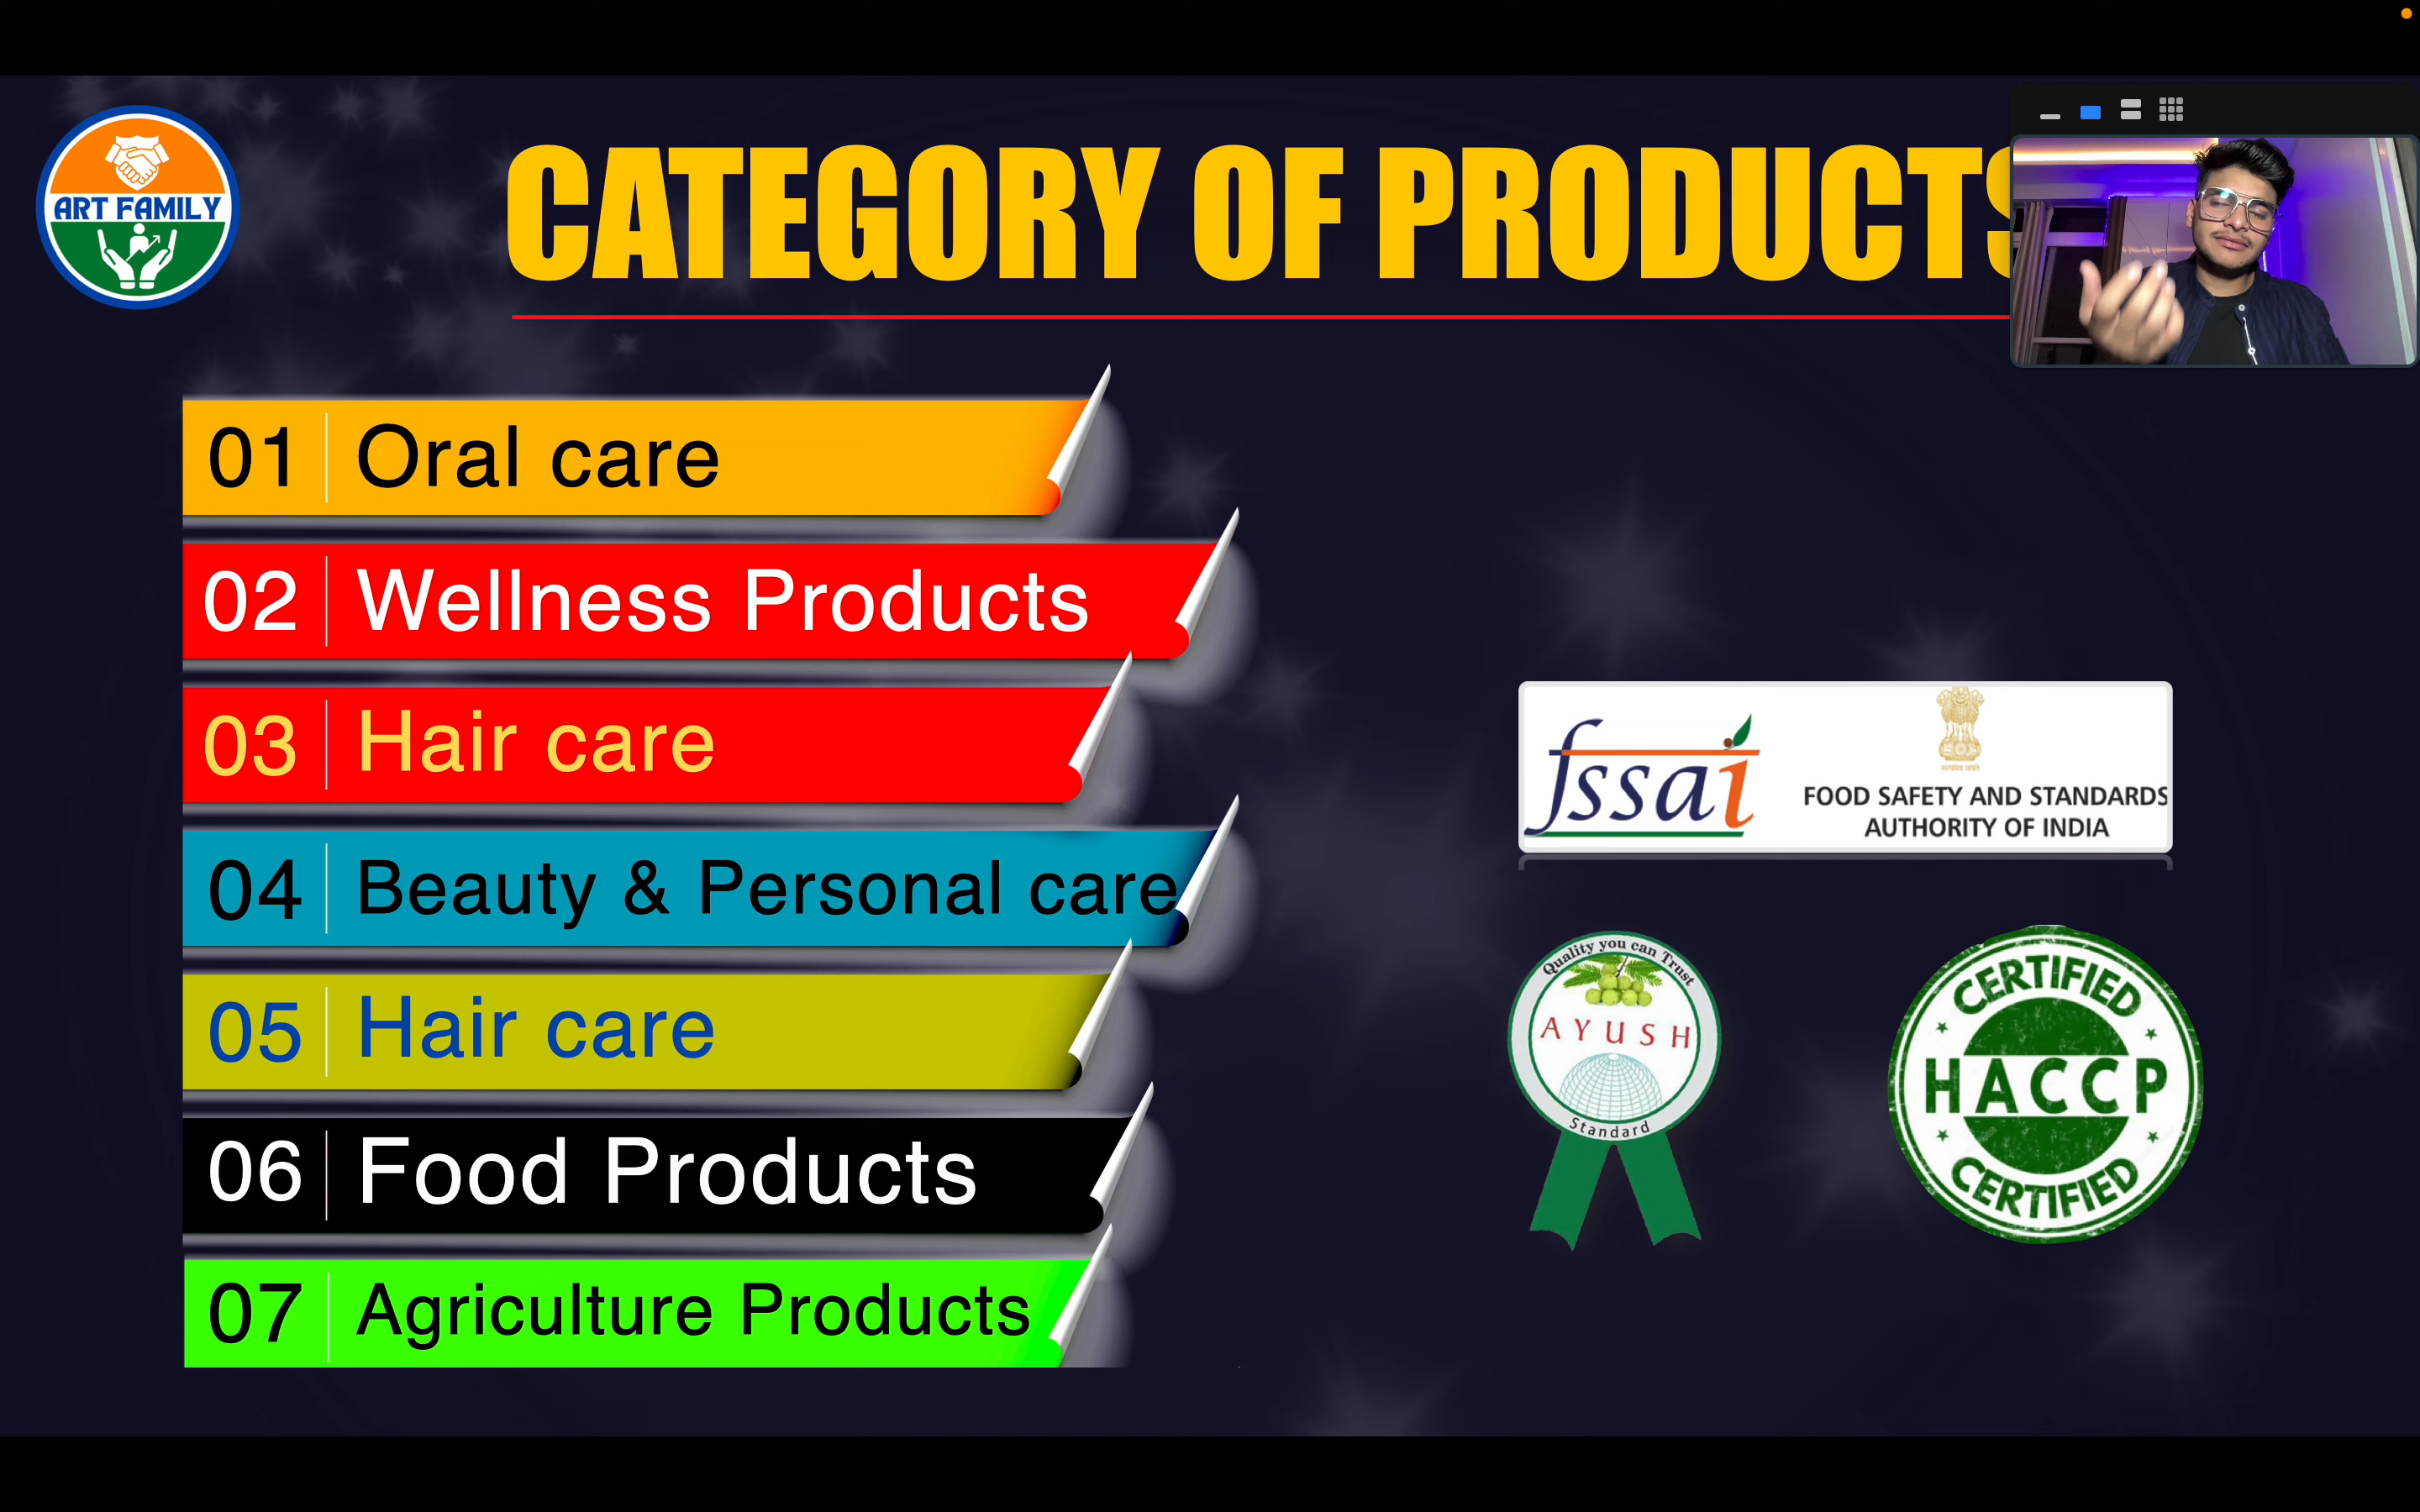 ART FAMILY
CATEGORY OF PRODUCTS
01 Oral care
02 Wellness Products
03 Hair care
04 Beauty & Personal care
05 Hair care
06 Food Products
07 Agriculture Products
fssai
FOOD SAFETY AND STANDARDS
AUTHORITY OF INDIA
Quality you can Trust
AYUSH
Standard
CERTIFIED
HACCP
CERTIFIED